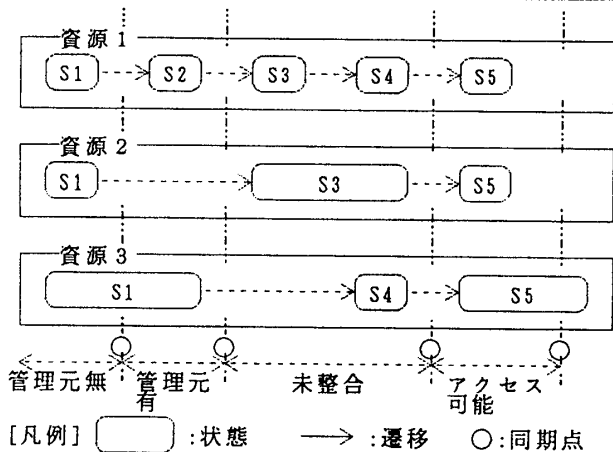 資源1
S1 S2 S3 S4 S5
資源2
S1 S3 S5
資源3
S1 S4 S5
管理元無 管理元有 未整合 アクセス可能
[凡例] :状態 :遷移 :同期点